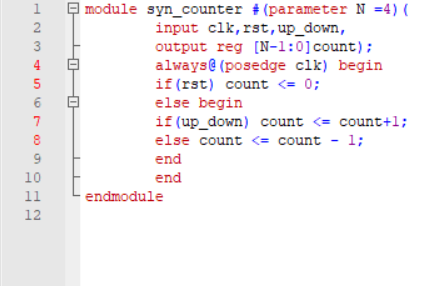 1 module syn_counter #(parameter N =4)(
2 input clk,rst,up_down,
3 output reg [N-1:0]count);
4 always@(posedge clk) begin
5 if(rst) count <= 0;
6 else begin
7 if(up_down) count <= count+1;
8 else count <= count - 1;
9 end
10 end
11 endmodule
12